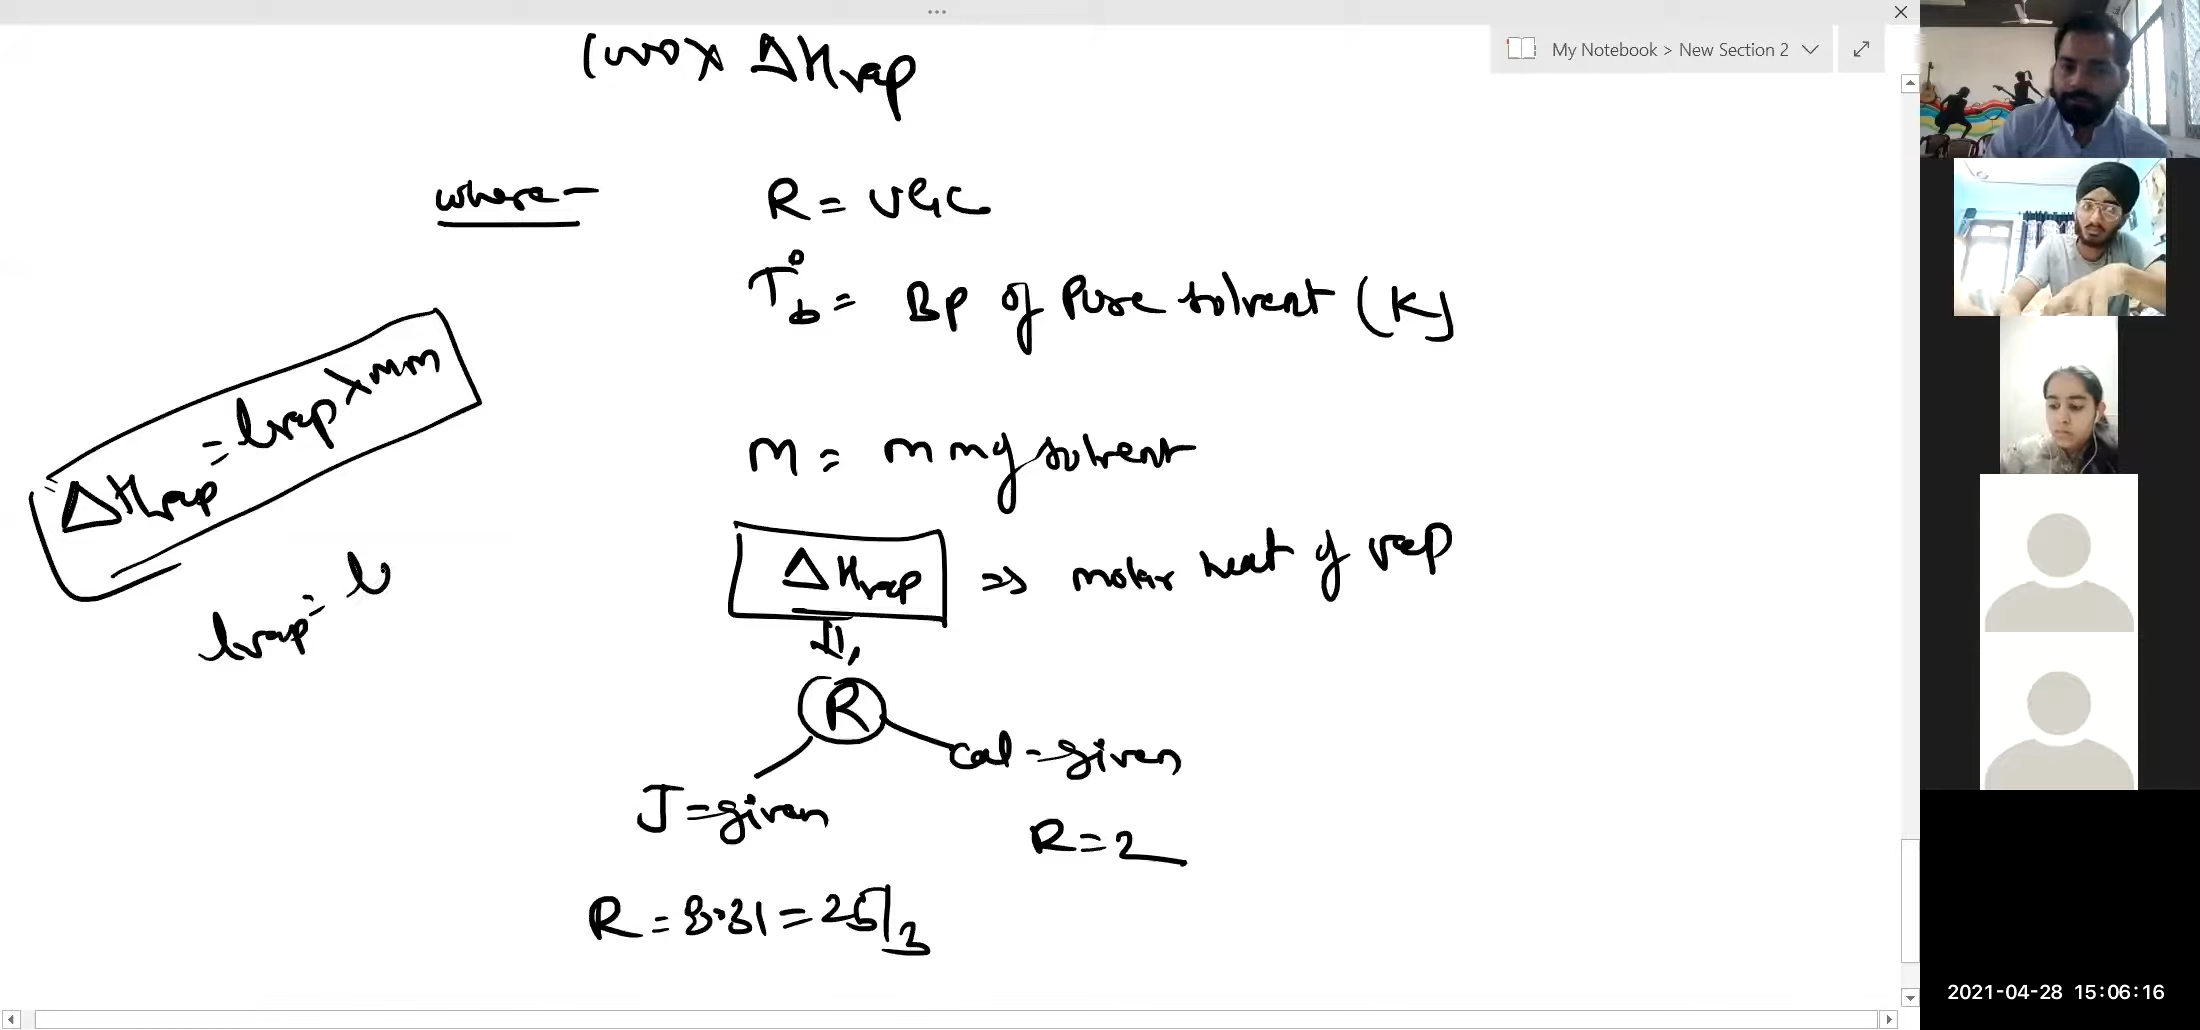 My Notebook > New Section 2
1000 x ΔHvap
where -
R = UGC
T°b = BP of Pure solvent (K)
ΔHvap = lvap x mm
M = mm of solvent
ΔHvap ⇒ molar heat of vap
lvap = l
R
J = given
cal - given
R = 2
R = 8.31 = 25/3
2021-04-28 15:06:16